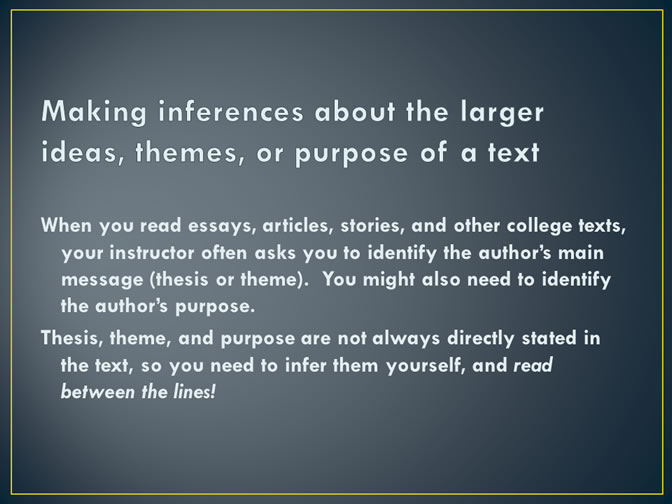 Making inferences about the larger
ideas, themes, or purpose of a text
When you read essays, articles, stories, and other college texts,
your instructor often asks you to identify the author’s main
message (thesis or theme).  You might also need to identify
the author’s purpose.
Thesis, theme, and purpose are not always directly stated in
the text, so you need to infer them yourself, and read
between the lines!